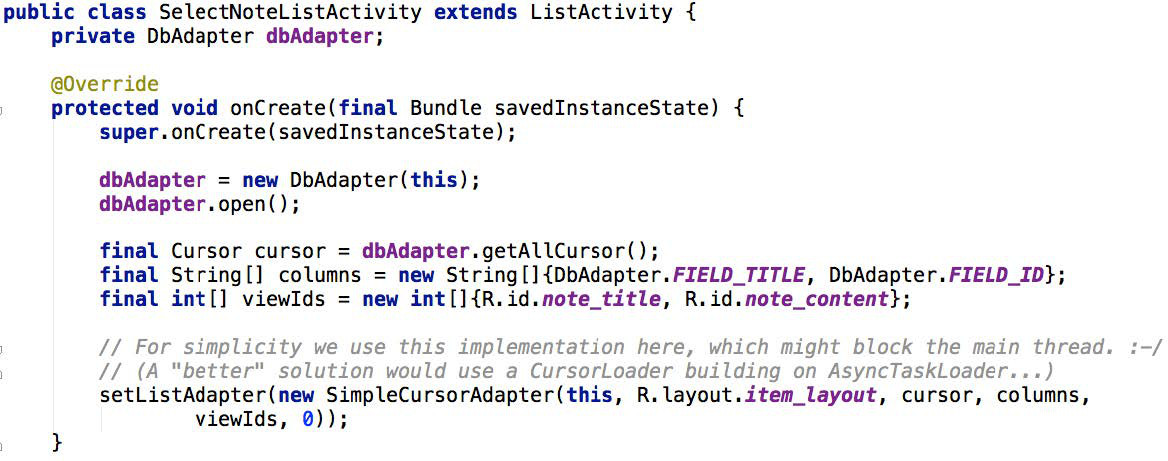 public class SelectNoteListActivity extends ListActivity {
    private DbAdapter dbAdapter;

    @Override
    protected void onCreate(final Bundle savedInstanceState) {
        super.onCreate(savedInstanceState);

        dbAdapter = new DbAdapter(this);
        dbAdapter.open();

        final Cursor cursor = dbAdapter.getAllCursor();
        final String[] columns = new String[]{DbAdapter.FIELD_TITLE, DbAdapter.FIELD_ID};
        final int[] viewIds = new int[]{R.id.note_title, R.id.note_content};

        // For simplicity we use this implementation here, which might block the main thread. :-/
        // (A "better" solution would use a CursorLoader building on AsyncTaskLoader...)
        setListAdapter(new SimpleCursorAdapter(this, R.layout.item_layout, cursor, columns,
                viewIds, 0));
    }